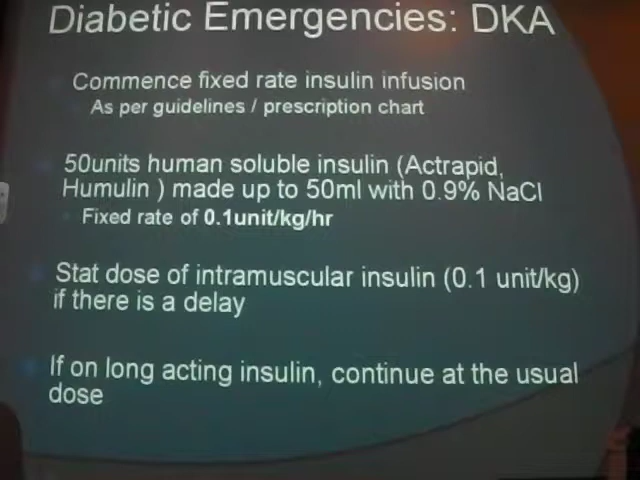 Diabetic Emergencies: DKA
Commence fixed rate insulin infusion
As per guidelines / prescription chart
50units human soluble insulin (Actrapid,
Humulin ) made up to 50ml with 0.9% NaCl
Fixed rate of 0.1unit/kg/hr
Stat dose of intramuscular insulin (0.1 unit/kg)
if there is a delay
If on long acting insulin, continue at the usual
dose